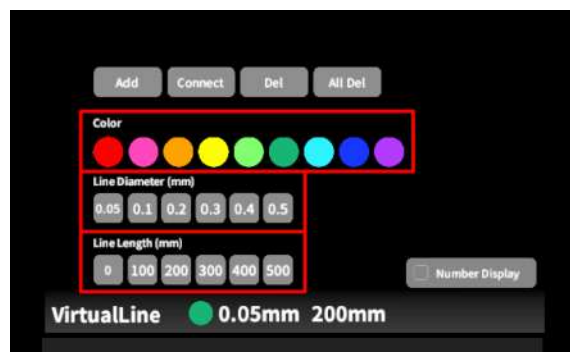 Add Connect Del All Del
Color
Line Diameter (mm)
0.05 0.1 0.2 0.3 0.4 0.5
Line Length (mm)
0 100 200 300 400 500
Number Display
VirtualLine 0.05mm 200mm